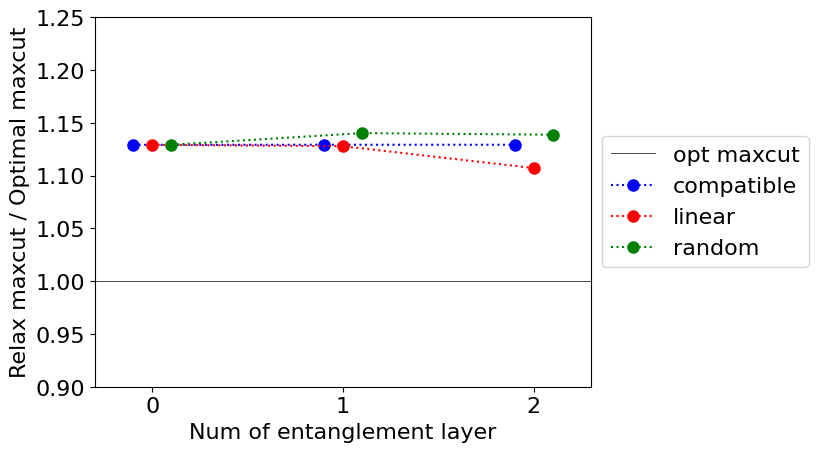 1.25
1.20
1.15
1.10
1.05
1.00
0.95
0.90
Relax maxcut / Optimal maxcut
0 1 2
Num of entanglement layer
opt maxcut
compatible
linear
random